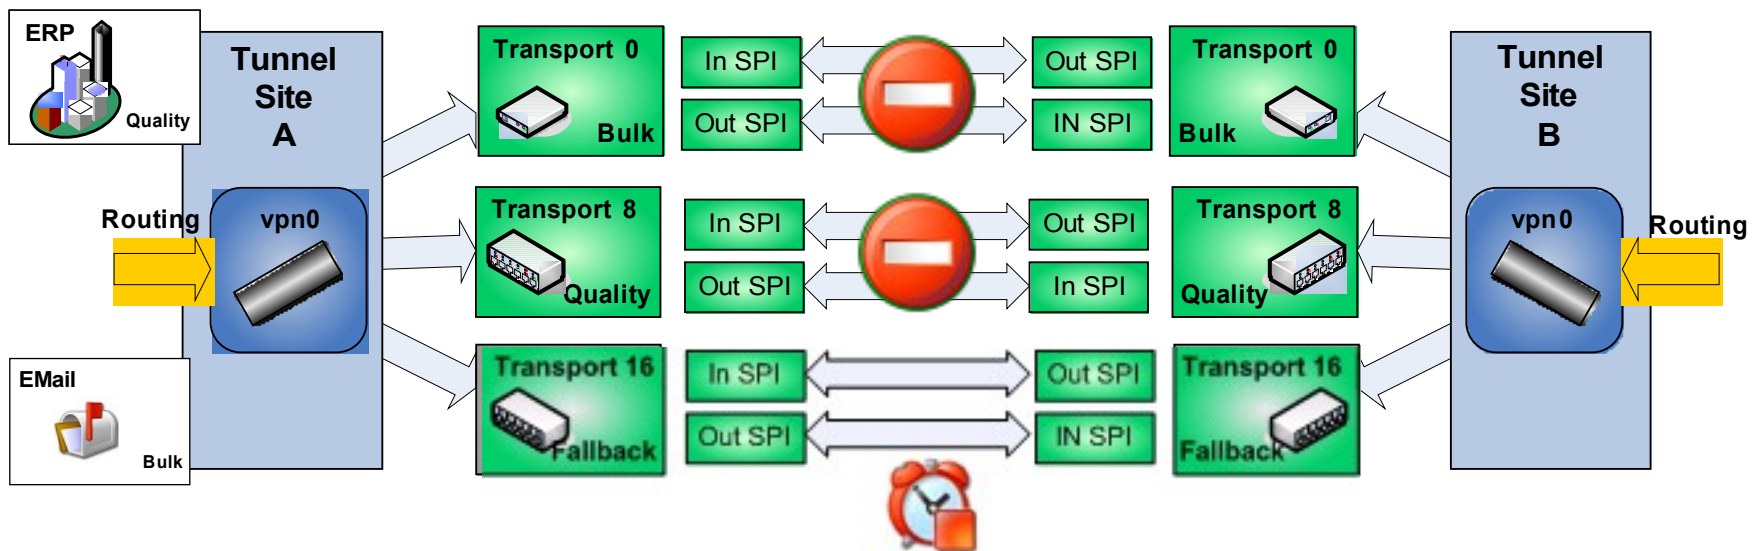 ERP
Quality
Tunnel
Site
A
Routing
vpn0
EMail
Bulk
Transport 0
Bulk
In SPI
Out SPI
Out SPI
IN SPI
Transport 0
Bulk
Transport 8
Quality
In SPI
Out SPI
Out SPI
In SPI
Transport 8
Quality
Transport 16
Fallback
In SPI
Out SPI
Out SPI
IN SPI
Transport 16
Fallback
Tunnel
Site
B
vpn0
Routing